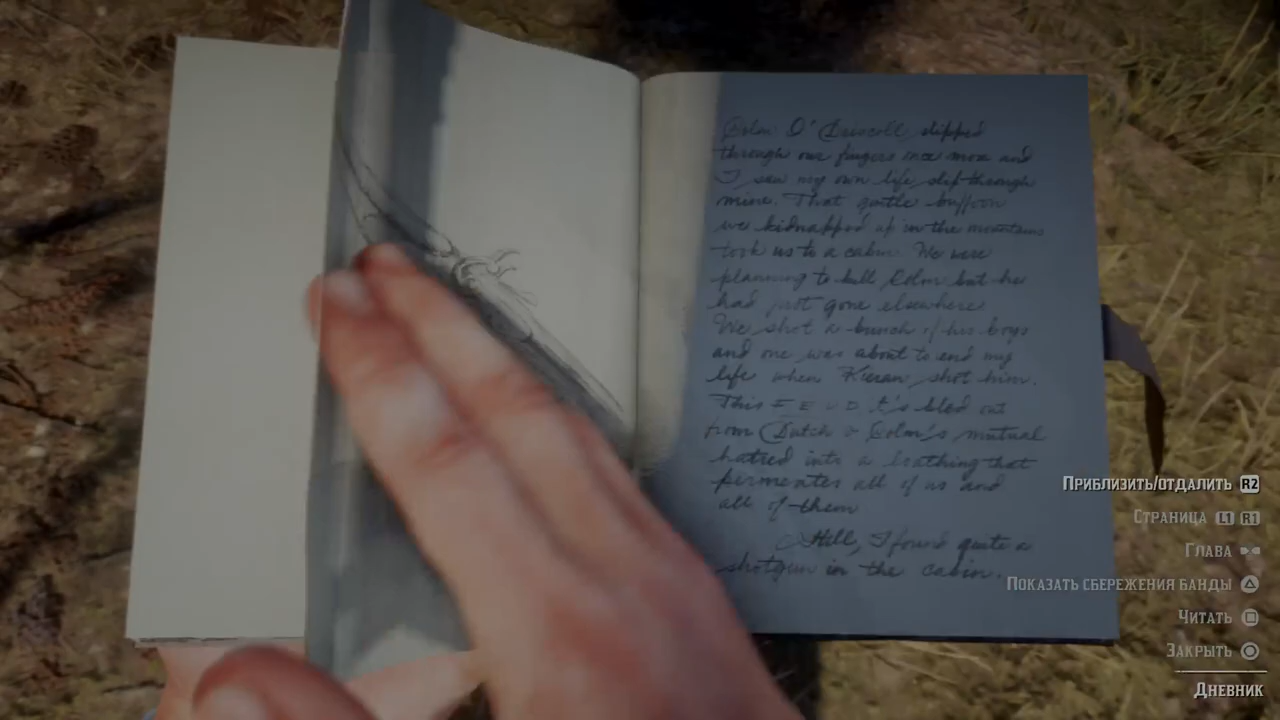 Colm O'Driscoll slipped
through our fingers once more and
I saw my own life slip through
mine. That gentle buffoon
we kidnapped up in the mountains
took us to a cabin. We were
planning to kill Colm but he
had just gone elsewhere.
We shot a bunch of his boys
and one was about to end my
life when Kieran shot him.
This FEUD. It's bled out
from Dutch & Colm's mutual
hatred into a loathing that
permeates all of us and
all of them
Still, I found quite a
shotgun in the cabin.
Приблизить/отдалить R2
Страница L1 R1
Глава
Показать сбережения банды
Читать
Закрыть
Дневник